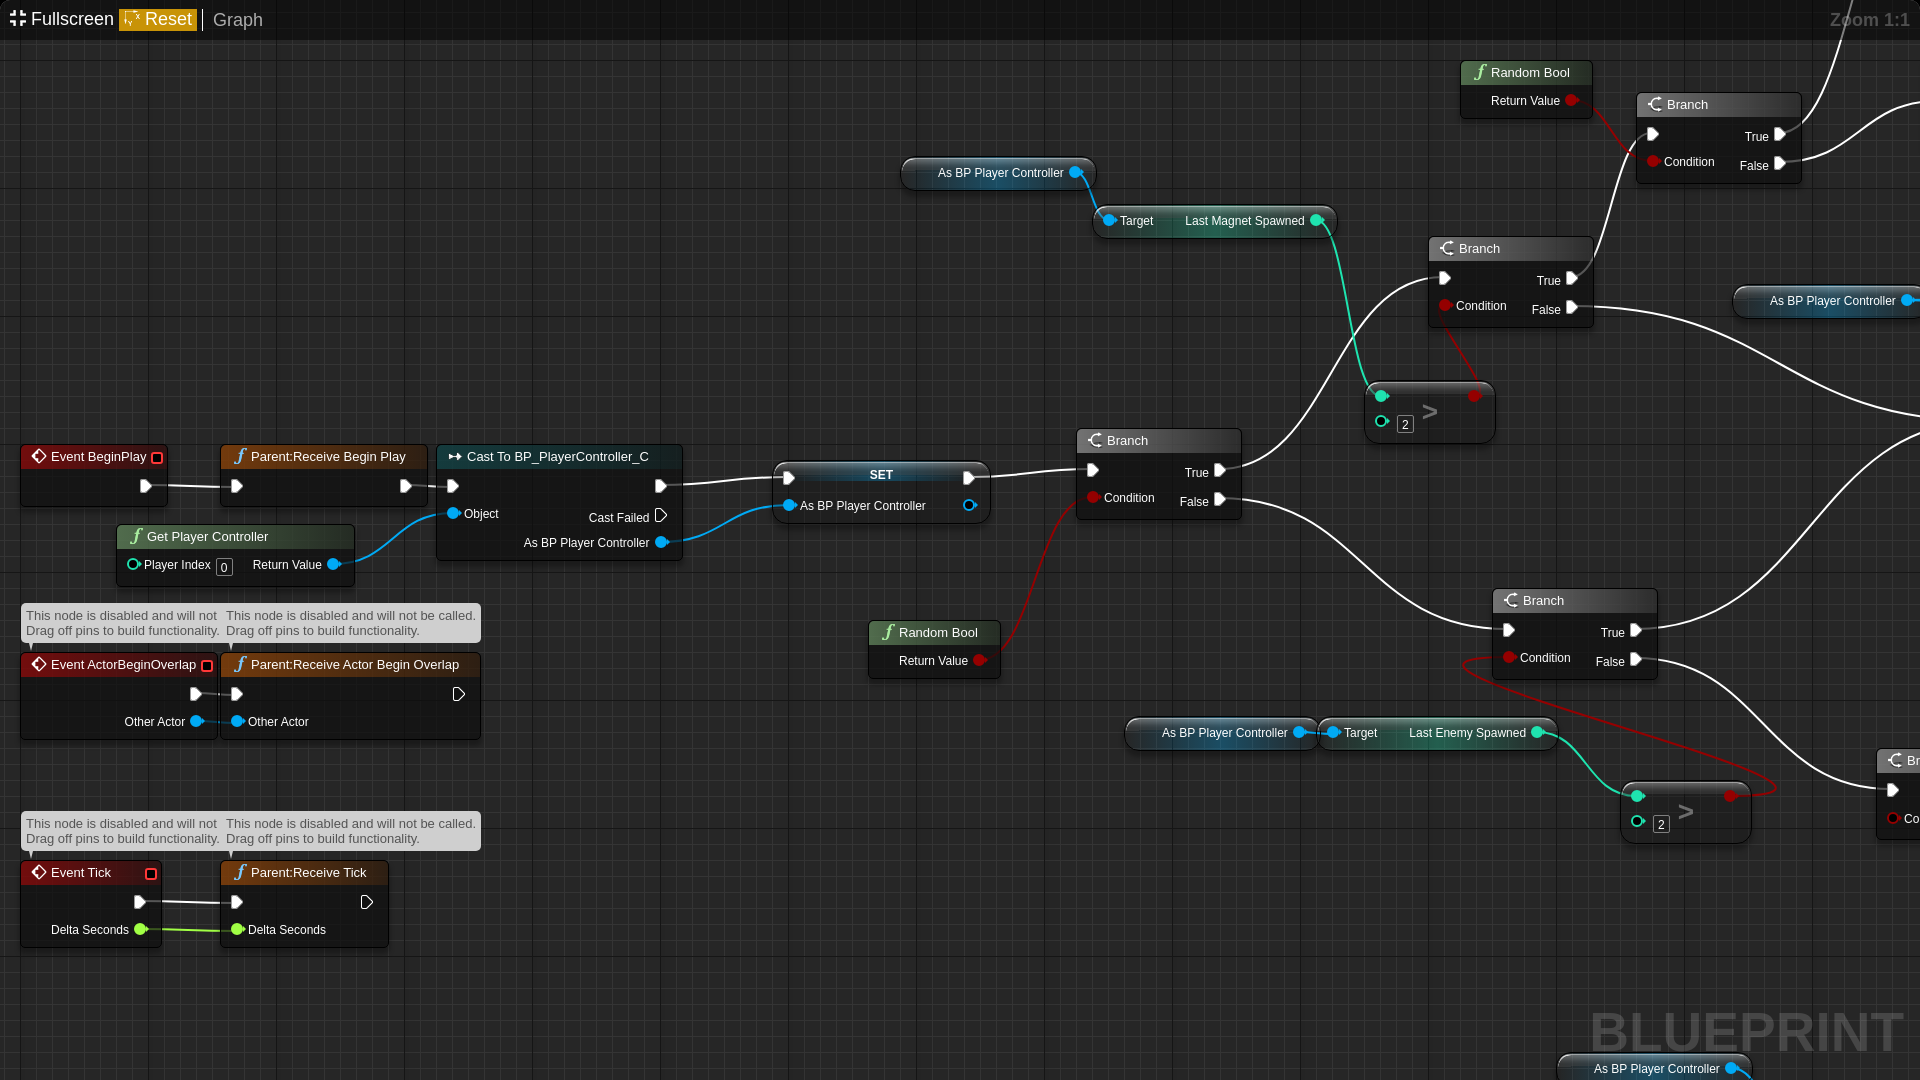 Fullscreen Reset Graph
Zoom 1:1
Random Bool
Return Value
Branch
True
Condition
False
As BP Player Controller
Target Last Magnet Spawned
Branch
True
Condition
False
As BP Player Controller
>
2
Event BeginPlay
Parent:Receive Begin Play
Cast To BP_PlayerController_C
Object
Cast Failed
As BP Player Controller
SET
As BP Player Controller
Branch
True
Condition
False
Get Player Controller
Player Index 0 Return Value
This node is disabled and will not
Drag off pins to build functionality.
This node is disabled and will not be called.
Drag off pins to build functionality.
Event ActorBeginOverlap
Other Actor
Parent:Receive Actor Begin Overlap
Other Actor
Random Bool
Return Value
Branch
True
Condition
False
As BP Player Controller
Target Last Enemy Spawned
>
2
Br
Co
This node is disabled and will not
Drag off pins to build functionality.
This node is disabled and will not be called.
Drag off pins to build functionality.
Event Tick
Delta Seconds
Parent:Receive Tick
Delta Seconds
BLUEPRINT
As BP Player Controller